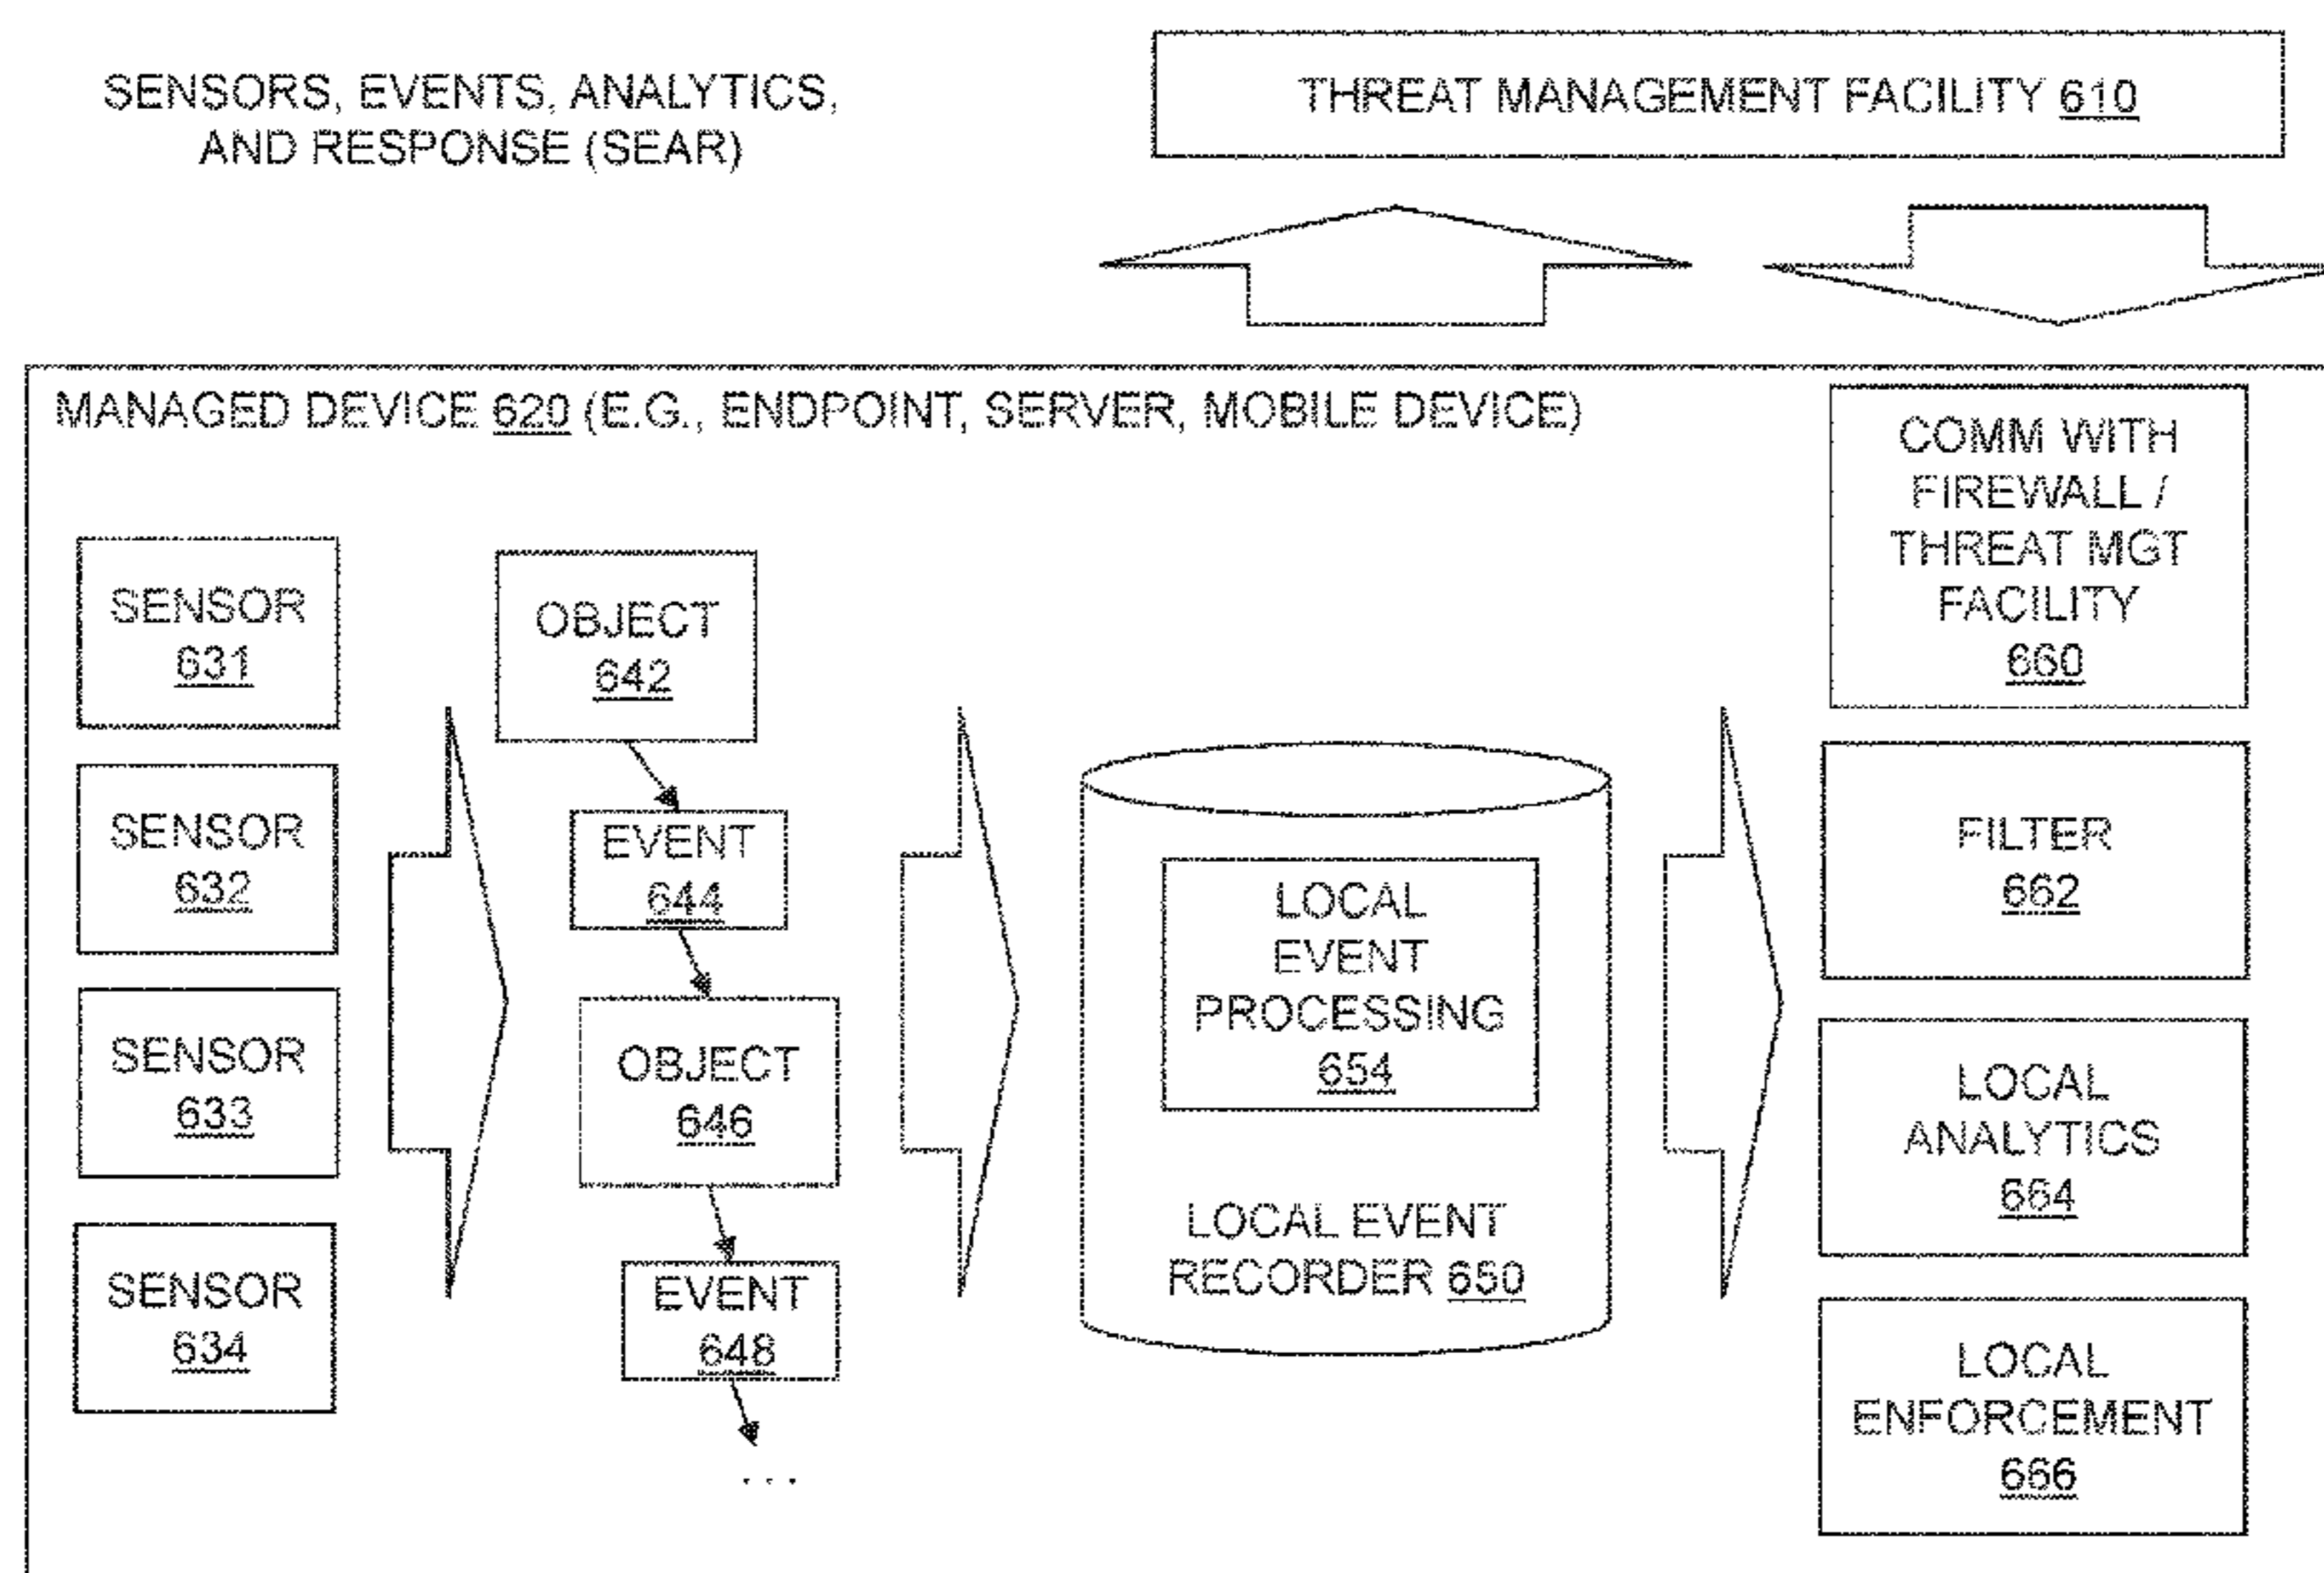 SENSORS, EVENTS, ANALYTICS,
AND RESPONSE (SEAR)
THREAT MANAGEMENT FACILITY 610
MANAGED DEVICE 620 (E.G., ENDPOINT, SERVER, MOBILE DEVICE)
SENSOR
631
SENSOR
632
SENSOR
633
SENSOR
634
OBJECT
642
EVENT
644
OBJECT
646
EVENT
648
...
LOCAL
EVENT
PROCESSING
654
LOCAL EVENT
RECORDER 650
COMM WITH
FIREWALL /
THREAT MGT
FACILITY
660
FILTER
662
LOCAL
ANALYTICS
664
LOCAL
ENFORCEMENT
666